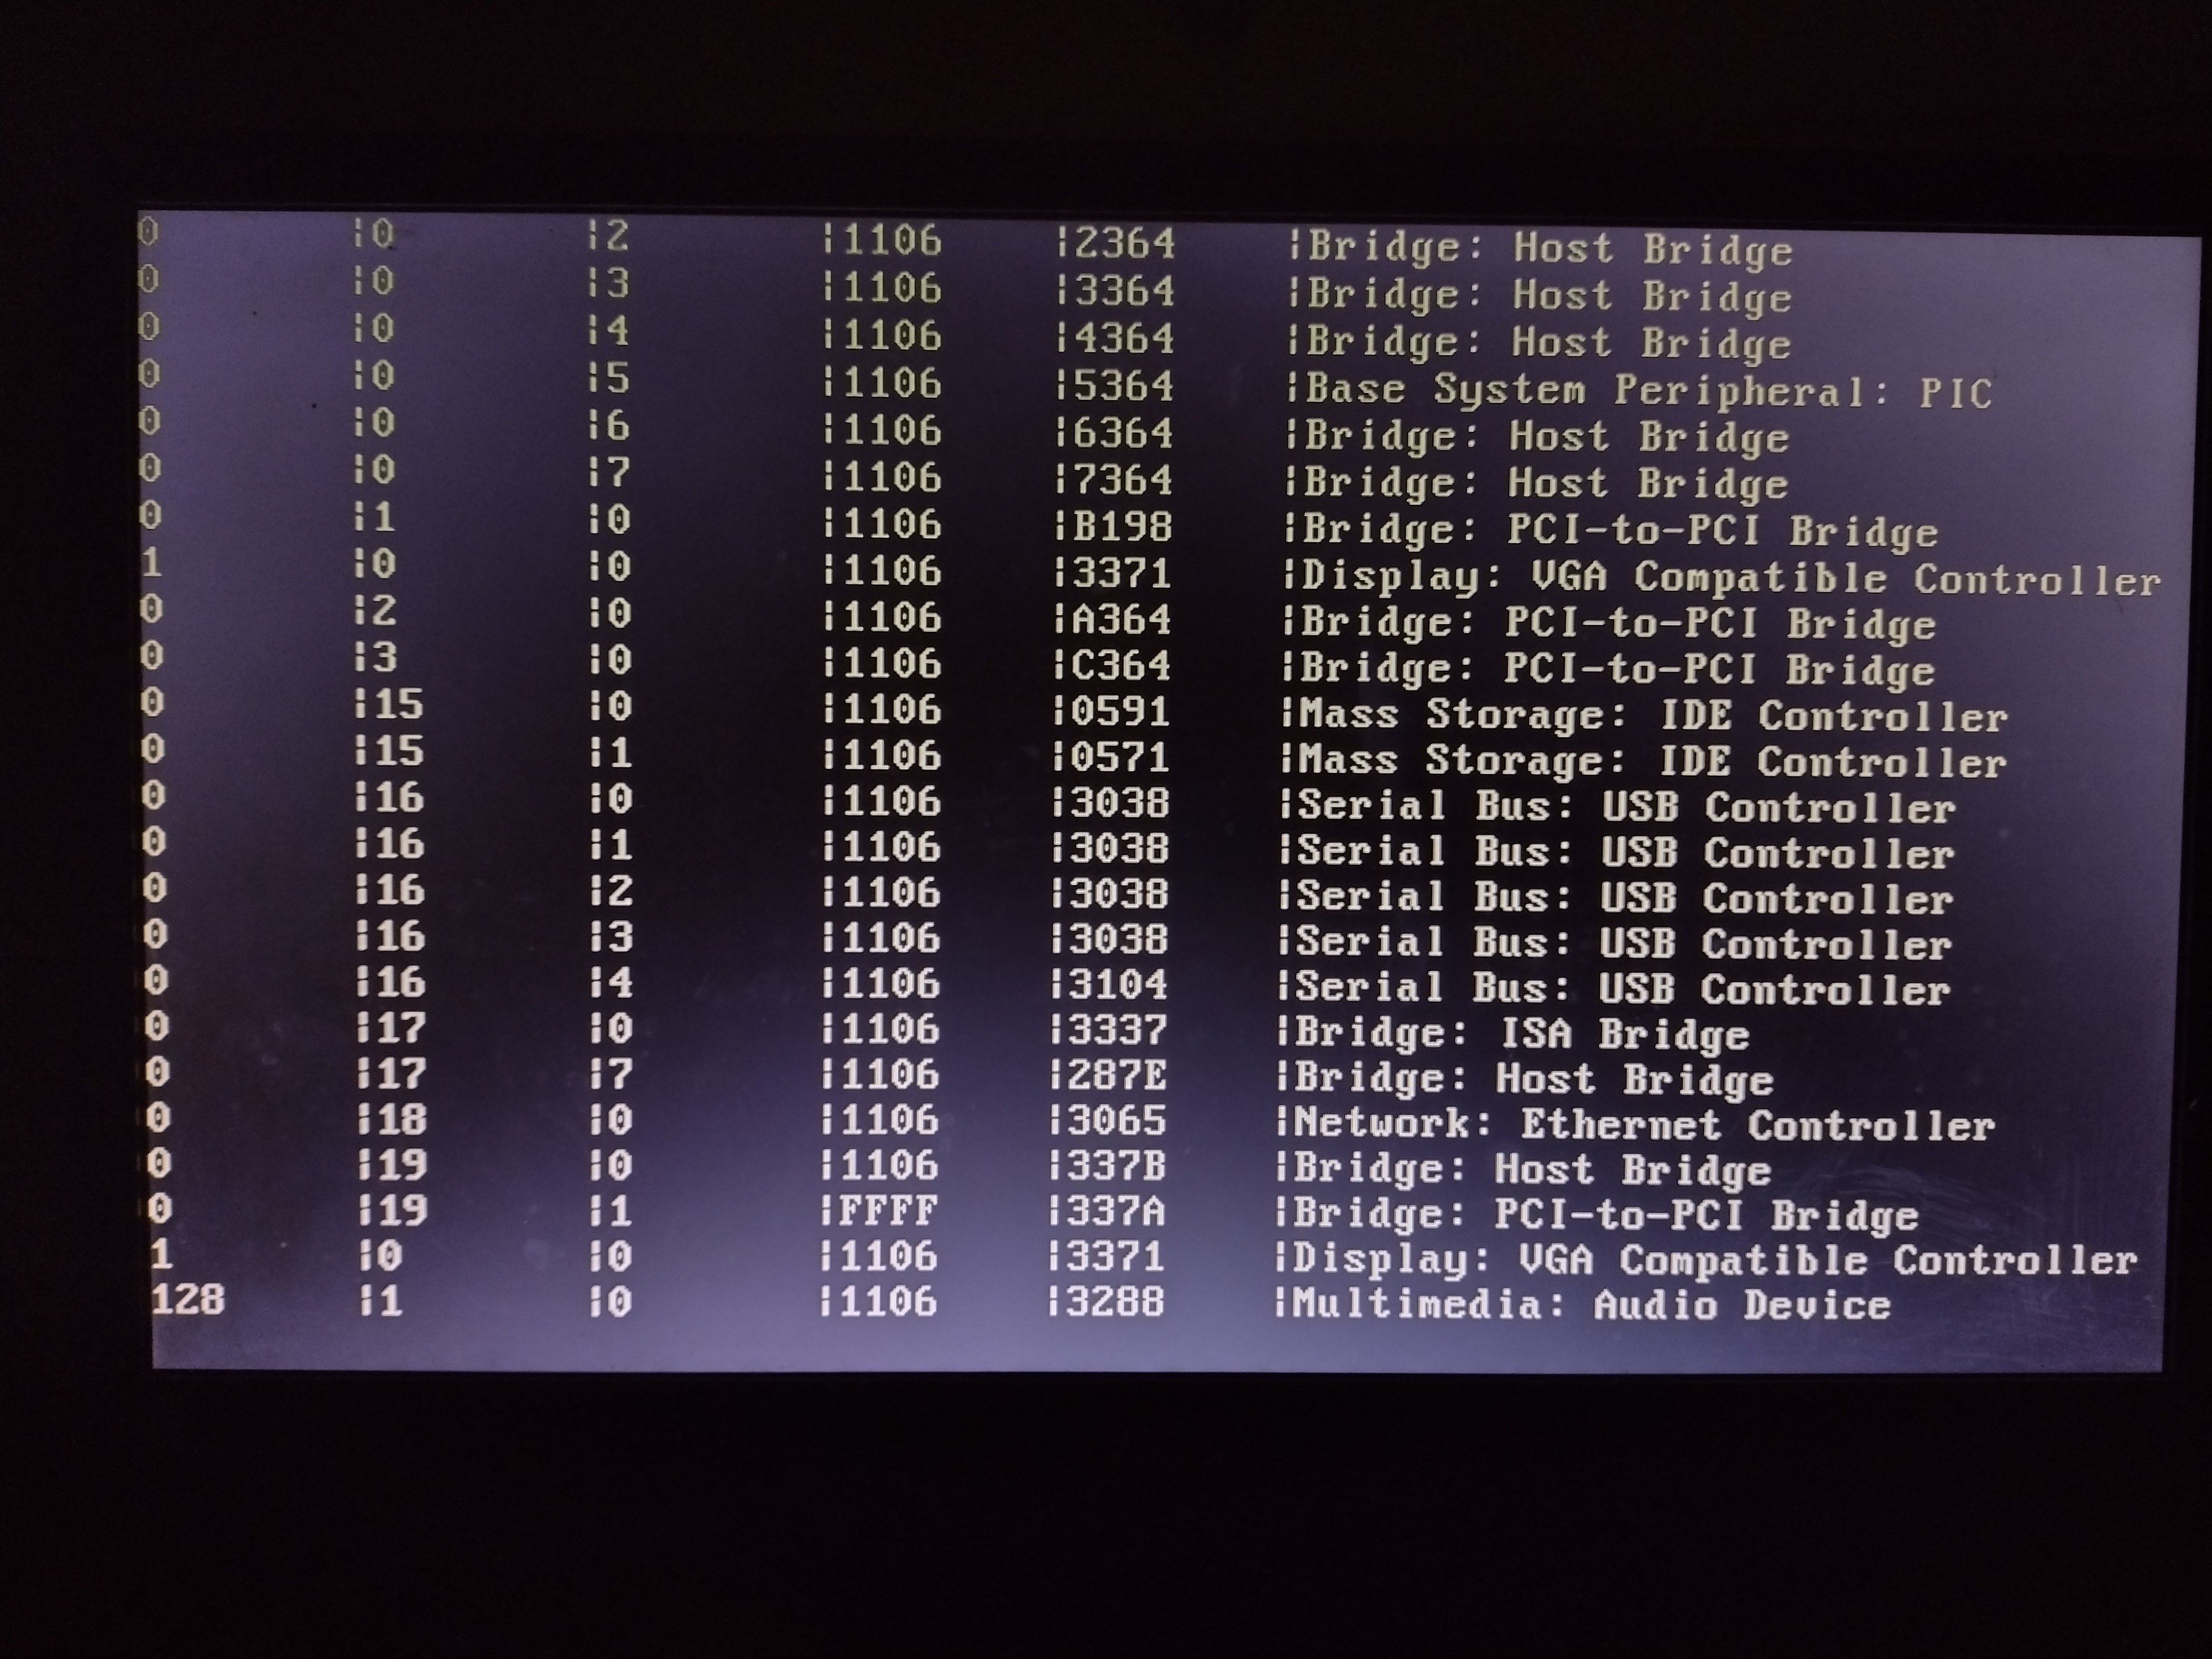 0 ¦0 ¦2 ¦1106 ¦2364 ¦Bridge: Host Bridge
0 ¦0 ¦3 ¦1106 ¦3364 ¦Bridge: Host Bridge
0 ¦0 ¦4 ¦1106 ¦4364 ¦Bridge: Host Bridge
0 ¦0 ¦5 ¦1106 ¦5364 ¦Base System Peripheral: PIC
0 ¦0 ¦6 ¦1106 ¦6364 ¦Bridge: Host Bridge
0 ¦0 ¦7 ¦1106 ¦7364 ¦Bridge: Host Bridge
0 ¦1 ¦0 ¦1106 ¦B198 ¦Bridge: PCI-to-PCI Bridge
1 ¦0 ¦0 ¦1106 ¦3371 ¦Display: VGA Compatible Controller
0 ¦2 ¦0 ¦1106 ¦A364 ¦Bridge: PCI-to-PCI Bridge
0 ¦3 ¦0 ¦1106 ¦C364 ¦Bridge: PCI-to-PCI Bridge
0 ¦15 ¦0 ¦1106 ¦0591 ¦Mass Storage: IDE Controller
0 ¦15 ¦1 ¦1106 ¦0571 ¦Mass Storage: IDE Controller
0 ¦16 ¦0 ¦1106 ¦3038 ¦Serial Bus: USB Controller
0 ¦16 ¦1 ¦1106 ¦3038 ¦Serial Bus: USB Controller
0 ¦16 ¦2 ¦1106 ¦3038 ¦Serial Bus: USB Controller
0 ¦16 ¦3 ¦1106 ¦3038 ¦Serial Bus: USB Controller
0 ¦16 ¦4 ¦1106 ¦3104 ¦Serial Bus: USB Controller
0 ¦17 ¦0 ¦1106 ¦3337 ¦Bridge: ISA Bridge
0 ¦17 ¦7 ¦1106 ¦287E ¦Bridge: Host Bridge
0 ¦18 ¦0 ¦1106 ¦3065 ¦Network: Ethernet Controller
0 ¦19 ¦0 ¦1106 ¦337B ¦Bridge: Host Bridge
0 ¦19 ¦1 ¦FFFF ¦337A ¦Bridge: PCI-to-PCI Bridge
1 ¦0 ¦0 ¦1106 ¦3371 ¦Display: VGA Compatible Controller
128 ¦1 ¦0 ¦1106 ¦3288 ¦Multimedia: Audio Device